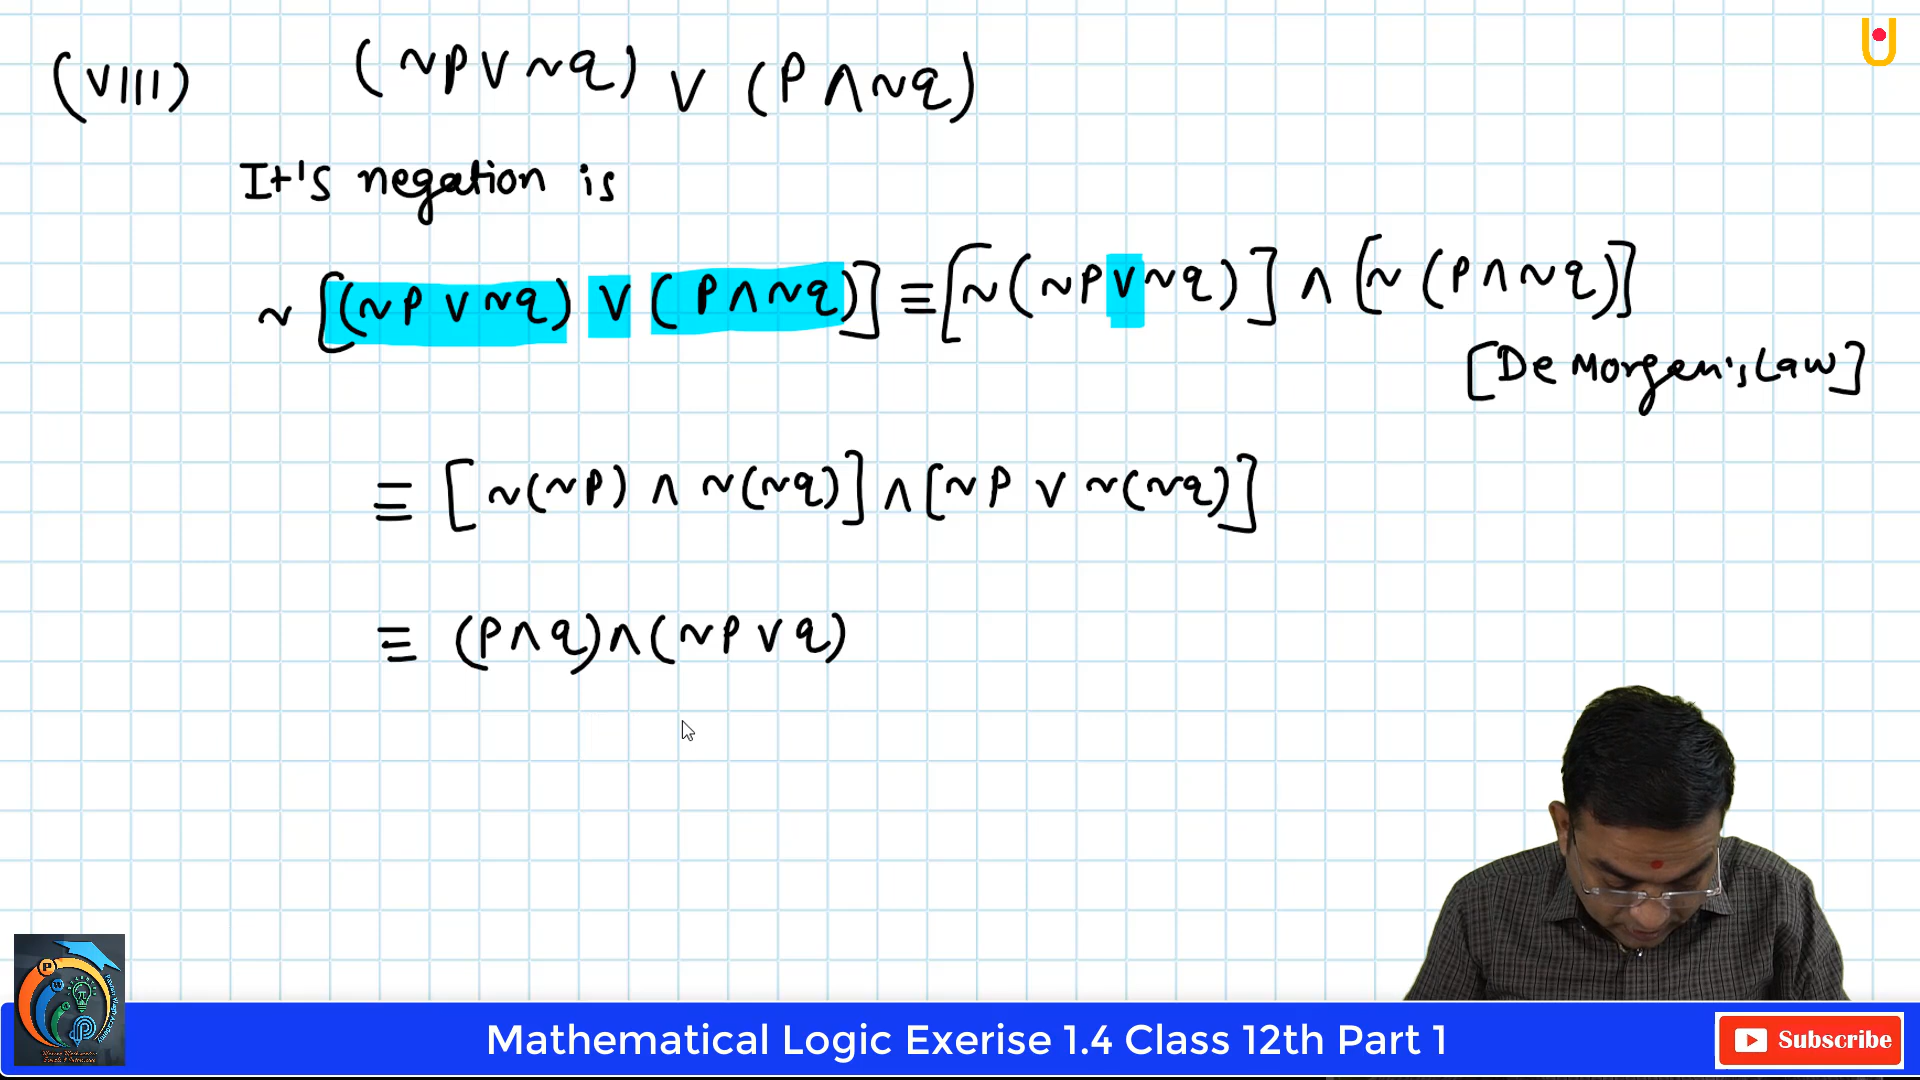 (VIII) (~p∨~q) ∨ (p∧~q)
It's negation is
~[(~p∨~q) ∨ (p∧~q)] ≡ [~(~p∨~q)] ∧ [~(p∧~q)]
[De Morgen's Law]
≡ [~(~p) ∧ ~(~q)] ∧ [~p ∨ ~(~q)]
≡ (p∧q)∧(~p∨q)
Mathematical Logic Exerise 1.4 Class 12th Part 1
Subscribe